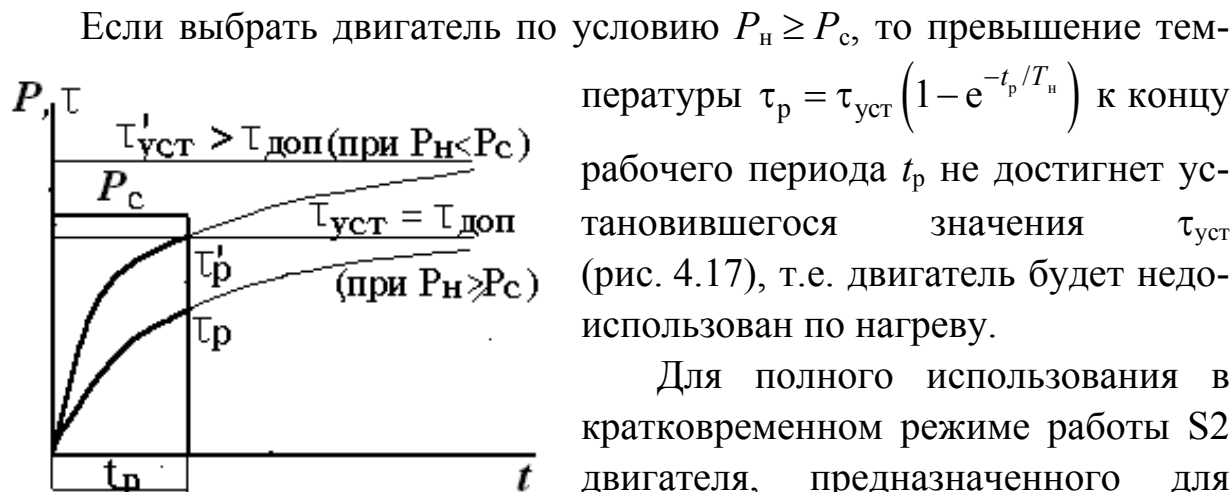 Если выбрать двигатель по условию Pн ≥ Pс, то превышение тем-
пературы τр = τуст (1 – e^(–tр/Tн)) к концу
рабочего периода tр не достигнет ус-
тановившегося значения τуст
(рис. 4.17), т.е. двигатель будет недо-
использован по нагреву.
Для полного использования в
кратковременном режиме работы S2
двигателя, предназначенного для
P, τ
τ'уст > τдоп(при Pн<Pс)
Pс
τуст = τдоп
τ'р
(при Pн⩾Pс)
τр
tр
t